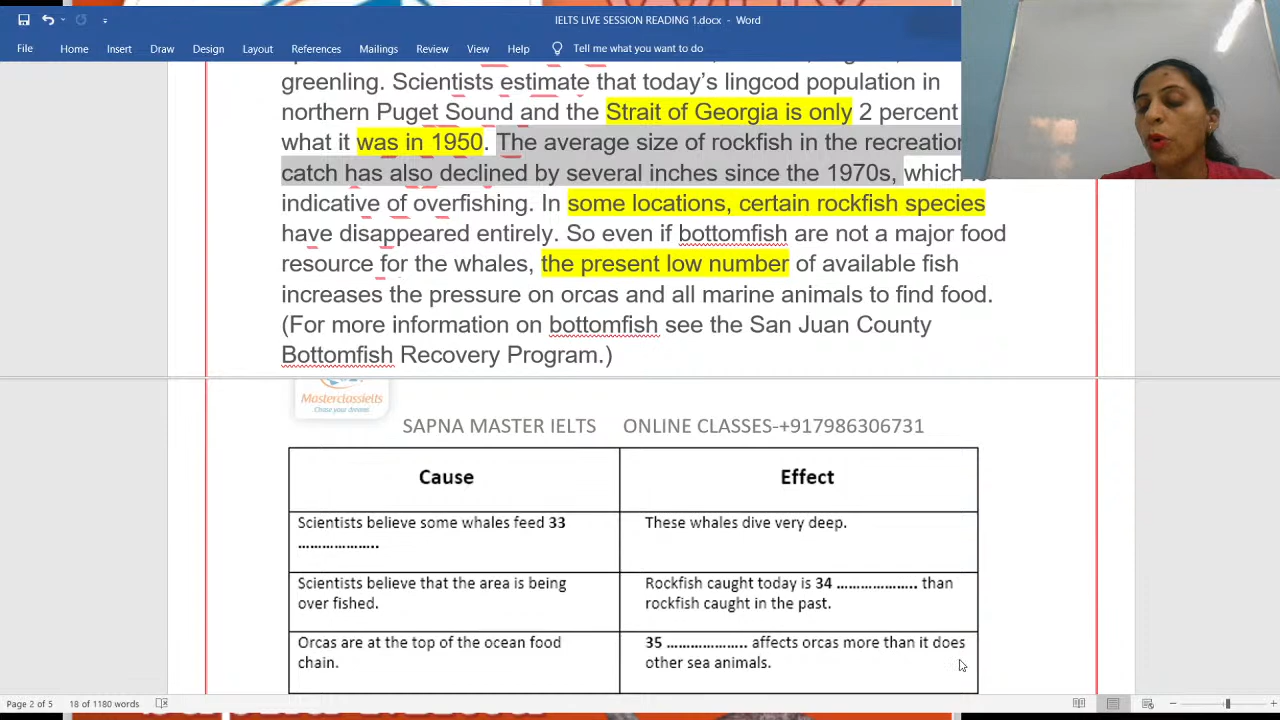 IELTS LIVE SESSION READING 1.docx - Word
File Home Insert Draw Design Layout References Mailings Review View Help Tell me what you want to do
greenling. Scientists estimate that today's lingcod population in
northern Puget Sound and the Strait of Georgia is only 2 percent
what it was in 1950. The average size of rockfish in the
catch has also declined by several inches since the 1970s, which
indicative of overfishing. In some locations, certain rockfish species
have disappeared entirely. So even if bottomfish are not a major food
resource for the whales, the present low number of available fish
increases the pressure on orcas and all marine animals to find food.
(For more information on bottomfish see the San Juan County
Bottomfish Recovery Program.)
Masterclassielts
SAPNA MASTER IELTS ONLINE CLASSES-+917986306731
Cause Effect
Scientists believe some whales feed 33 These whales dive very deep.
………………..
Scientists believe that the area is being Rockfish caught today is 34 ……………….. than
over fished. rockfish caught in the past.
Orcas are at the top of the ocean food 35 ……………….. affects orcas more than it does
chain. other sea animals.
Page 2 of 5 18 of 1180 words